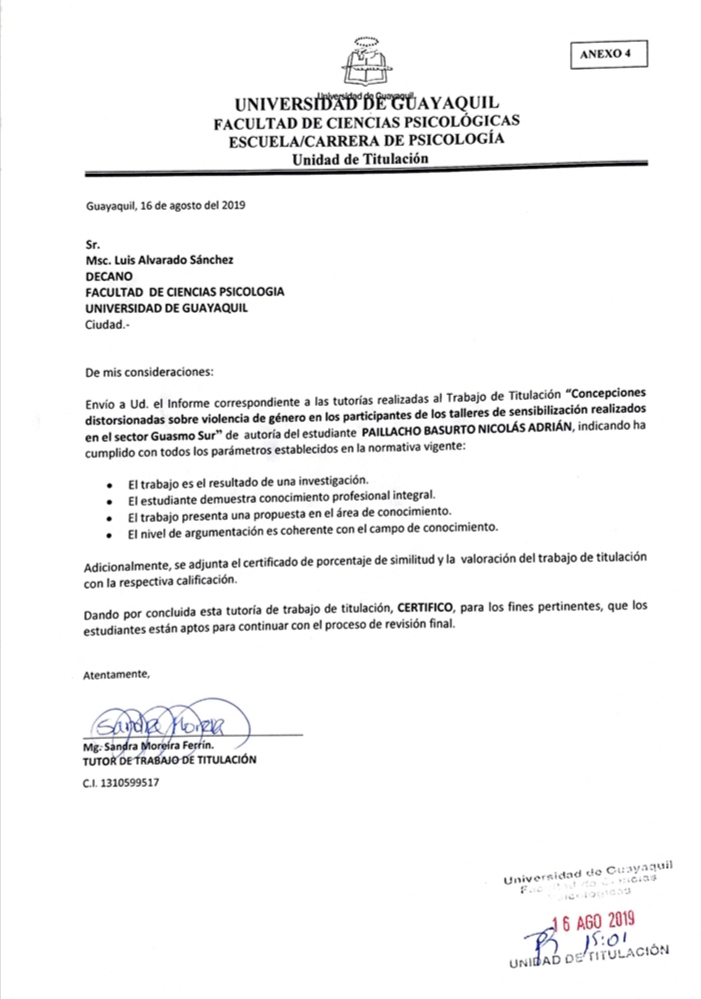 ANEXO 4
Universidad de Guayaquil
UNIVERSIDAD DE GUAYAQUIL
FACULTAD DE CIENCIAS PSICOLÓGICAS
ESCUELA/CARRERA DE PSICOLOGÍA
Unidad de Titulación
Guayaquil, 16 de agosto del 2019
Sr.
Msc. Luis Alvarado Sánchez
DECANO
FACULTAD DE CIENCIAS PSICOLOGIA
UNIVERSIDAD DE GUAYAQUIL
Ciudad.-
De mis consideraciones:
Envío a Ud. el Informe correspondiente a las tutorías realizadas al Trabajo de Titulación “Concepciones
distorsionadas sobre violencia de género en los participantes de los talleres de sensibilización realizados
en el sector Guasmo Sur” de autoría del estudiante PAILLACHO BASURTO NICOLÁS ADRIÁN, indicando ha
cumplido con todos los parámetros establecidos en la normativa vigente:
• El trabajo es el resultado de una investigación.
• El estudiante demuestra conocimiento profesional integral.
• El trabajo presenta una propuesta en el área de conocimiento.
• El nivel de argumentación es coherente con el campo de conocimiento.
Adicionalmente, se adjunta el certificado de porcentaje de similitud y la valoración del trabajo de titulación
con la respectiva calificación.
Dando por concluida esta tutoría de trabajo de titulación, CERTIFICO, para los fines pertinentes, que los
estudiantes están aptos para continuar con el proceso de revisión final.
Atentamente,
Sandra Moreira
Mg. Sandra Moreira Ferrín.
TUTOR DE TRABAJO DE TITULACIÓN
C.I. 1310599517
Universidad de Guayaquil
16 AGO 2019
15:01
UNIDAD DE TITULACIÓN